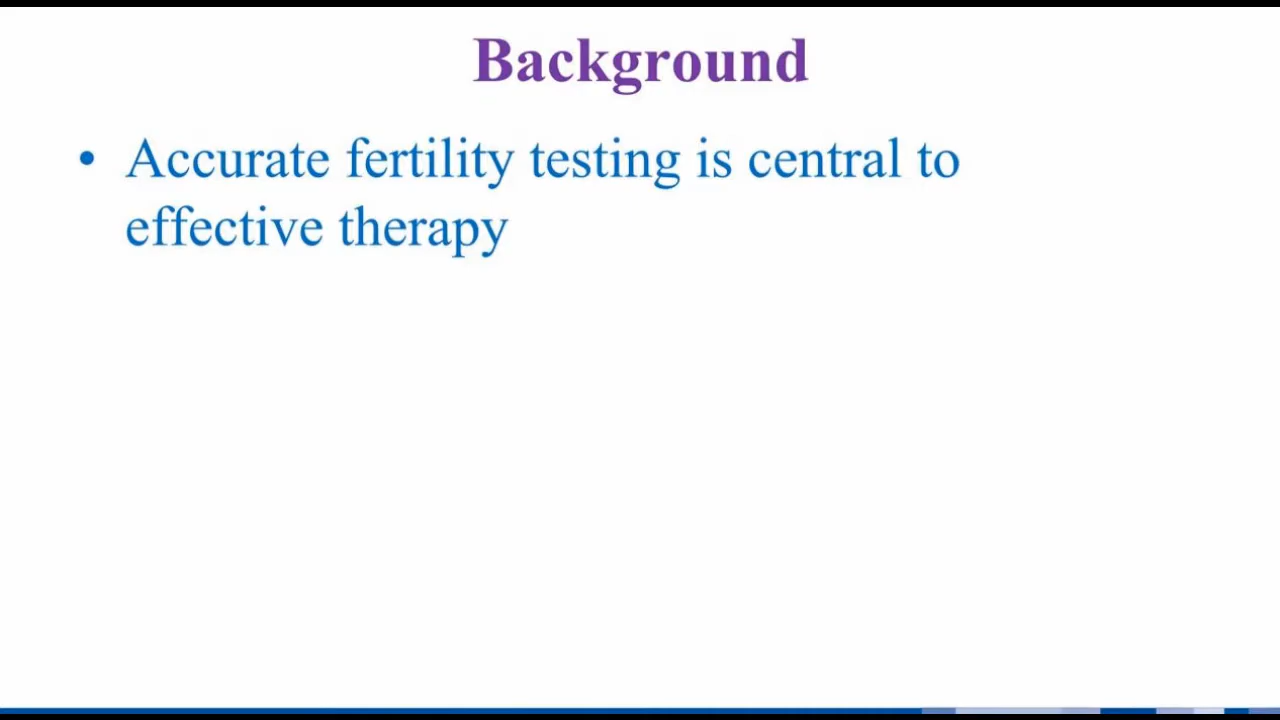 Background
• Accurate fertility testing is central to
effective therapy